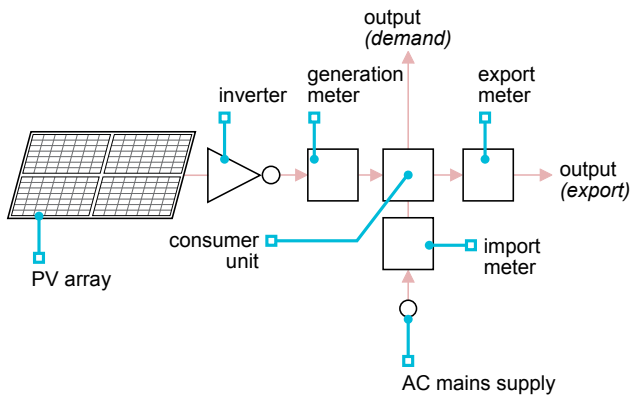 output
(demand)
generation
meter
export
meter
inverter
output
(export)
consumer
unit
import
meter
PV array
AC mains supply